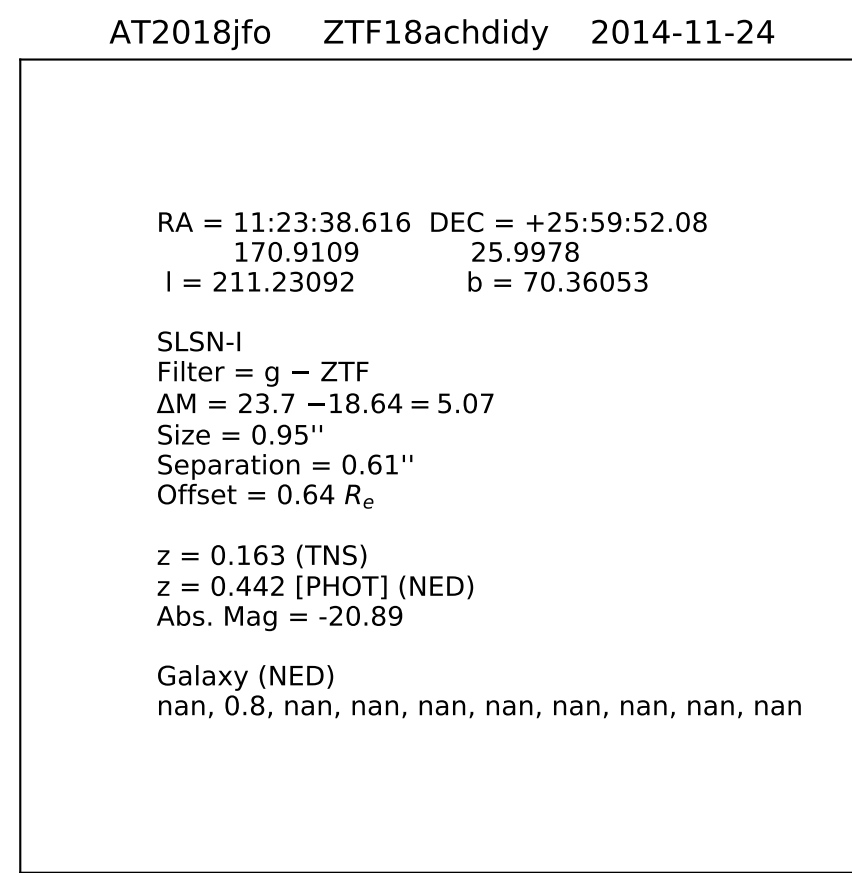 AT2018jfo ZTF18achdidy 2014-11-24
RA = 11:23:38.616 DEC = +25:59:52.08
170.9109 25.9978
l = 211.23092 b = 70.36053
SLSN-I
Filter = g − ZTF
ΔM = 23.7 −18.64 = 5.07
Size = 0.95''
Separation = 0.61''
Offset = 0.64 Rₑ
z = 0.163 (TNS)
z = 0.442 [PHOT] (NED)
Abs. Mag = -20.89
Galaxy (NED)
nan, 0.8, nan, nan, nan, nan, nan, nan, nan, nan